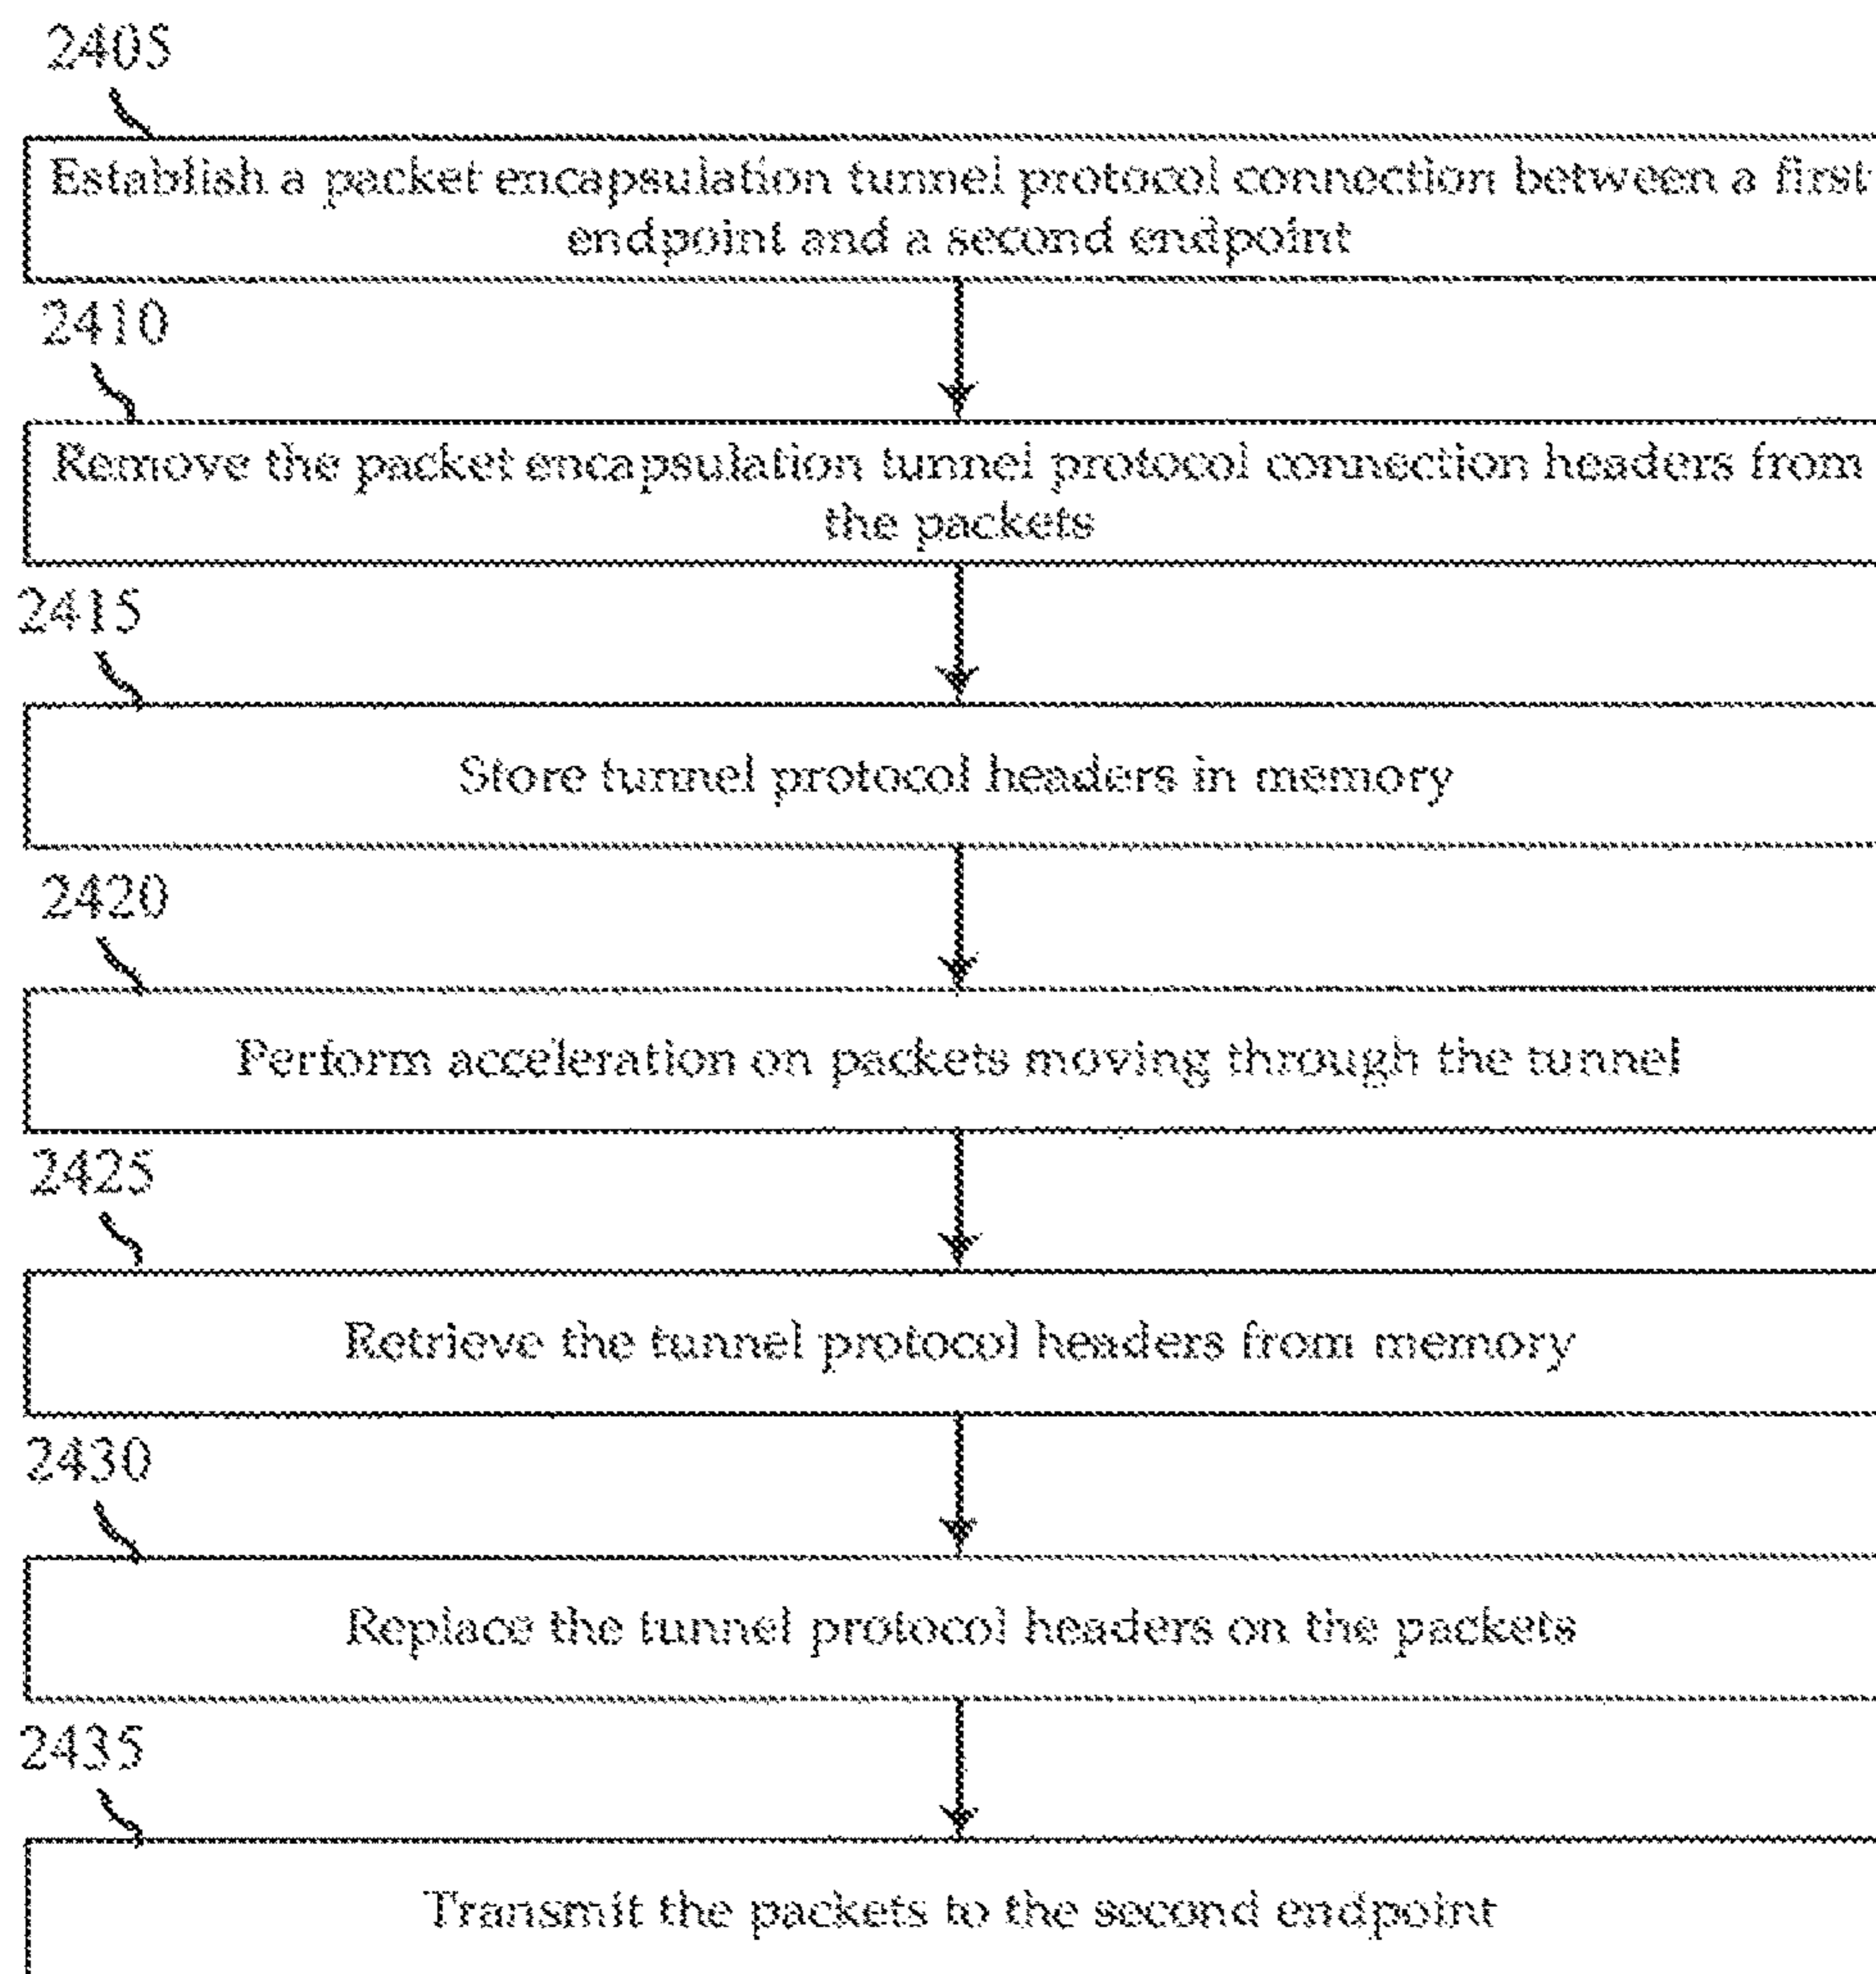 2405
Establish a packet encapsulation tunnel protocol connection between a first
endpoint and a second endpoint
2410
Remove the packet encapsulation tunnel protocol connection headers from
the packets
2415
Store tunnel protocol headers in memory
2420
Perform acceleration on packets moving through the tunnel
2425
Retrieve the tunnel protocol headers from memory
2430
Replace the tunnel protocol headers on the packets
2435
Transmit the packets to the second endpoint